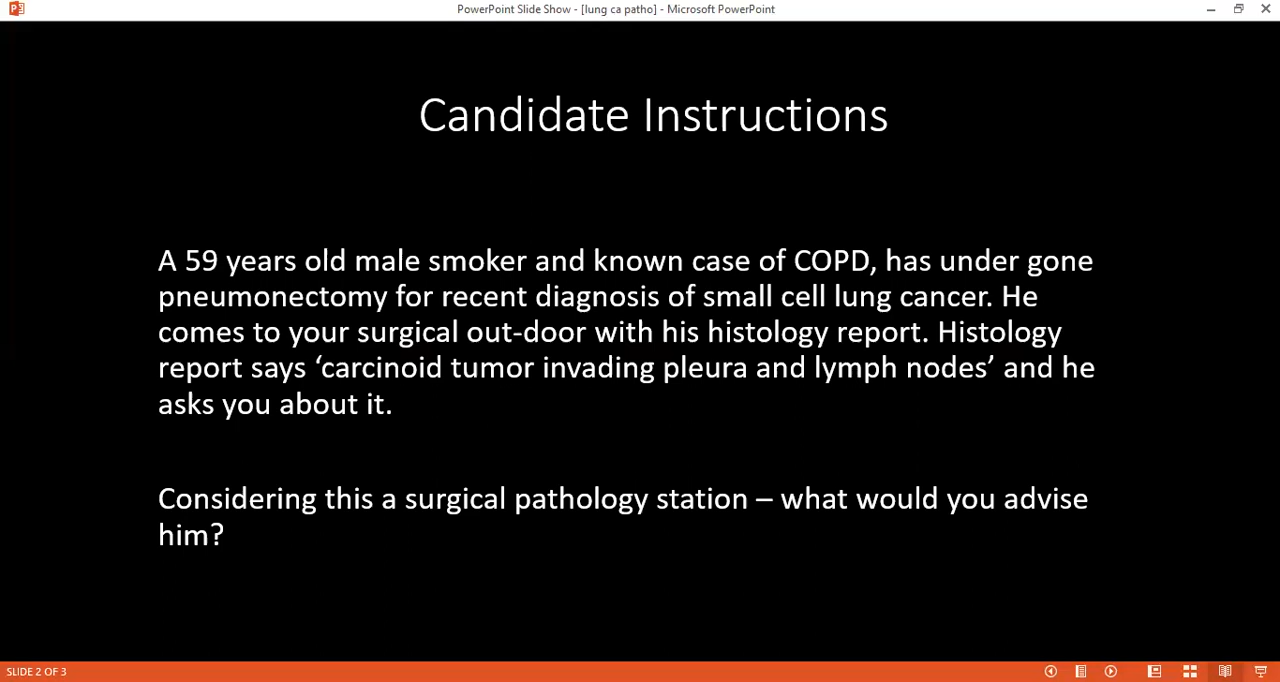 PowerPoint Slide Show - [lung ca patho] - Microsoft PowerPoint
Candidate Instructions
A 59 years old male smoker and known case of COPD, has under gone
pneumonectomy for recent diagnosis of small cell lung cancer. He
comes to your surgical out-door with his histology report. Histology
report says ‘carcinoid tumor invading pleura and lymph nodes’ and he
asks you about it.
Considering this a surgical pathology station – what would you advise
him?
SLIDE 2 OF 3